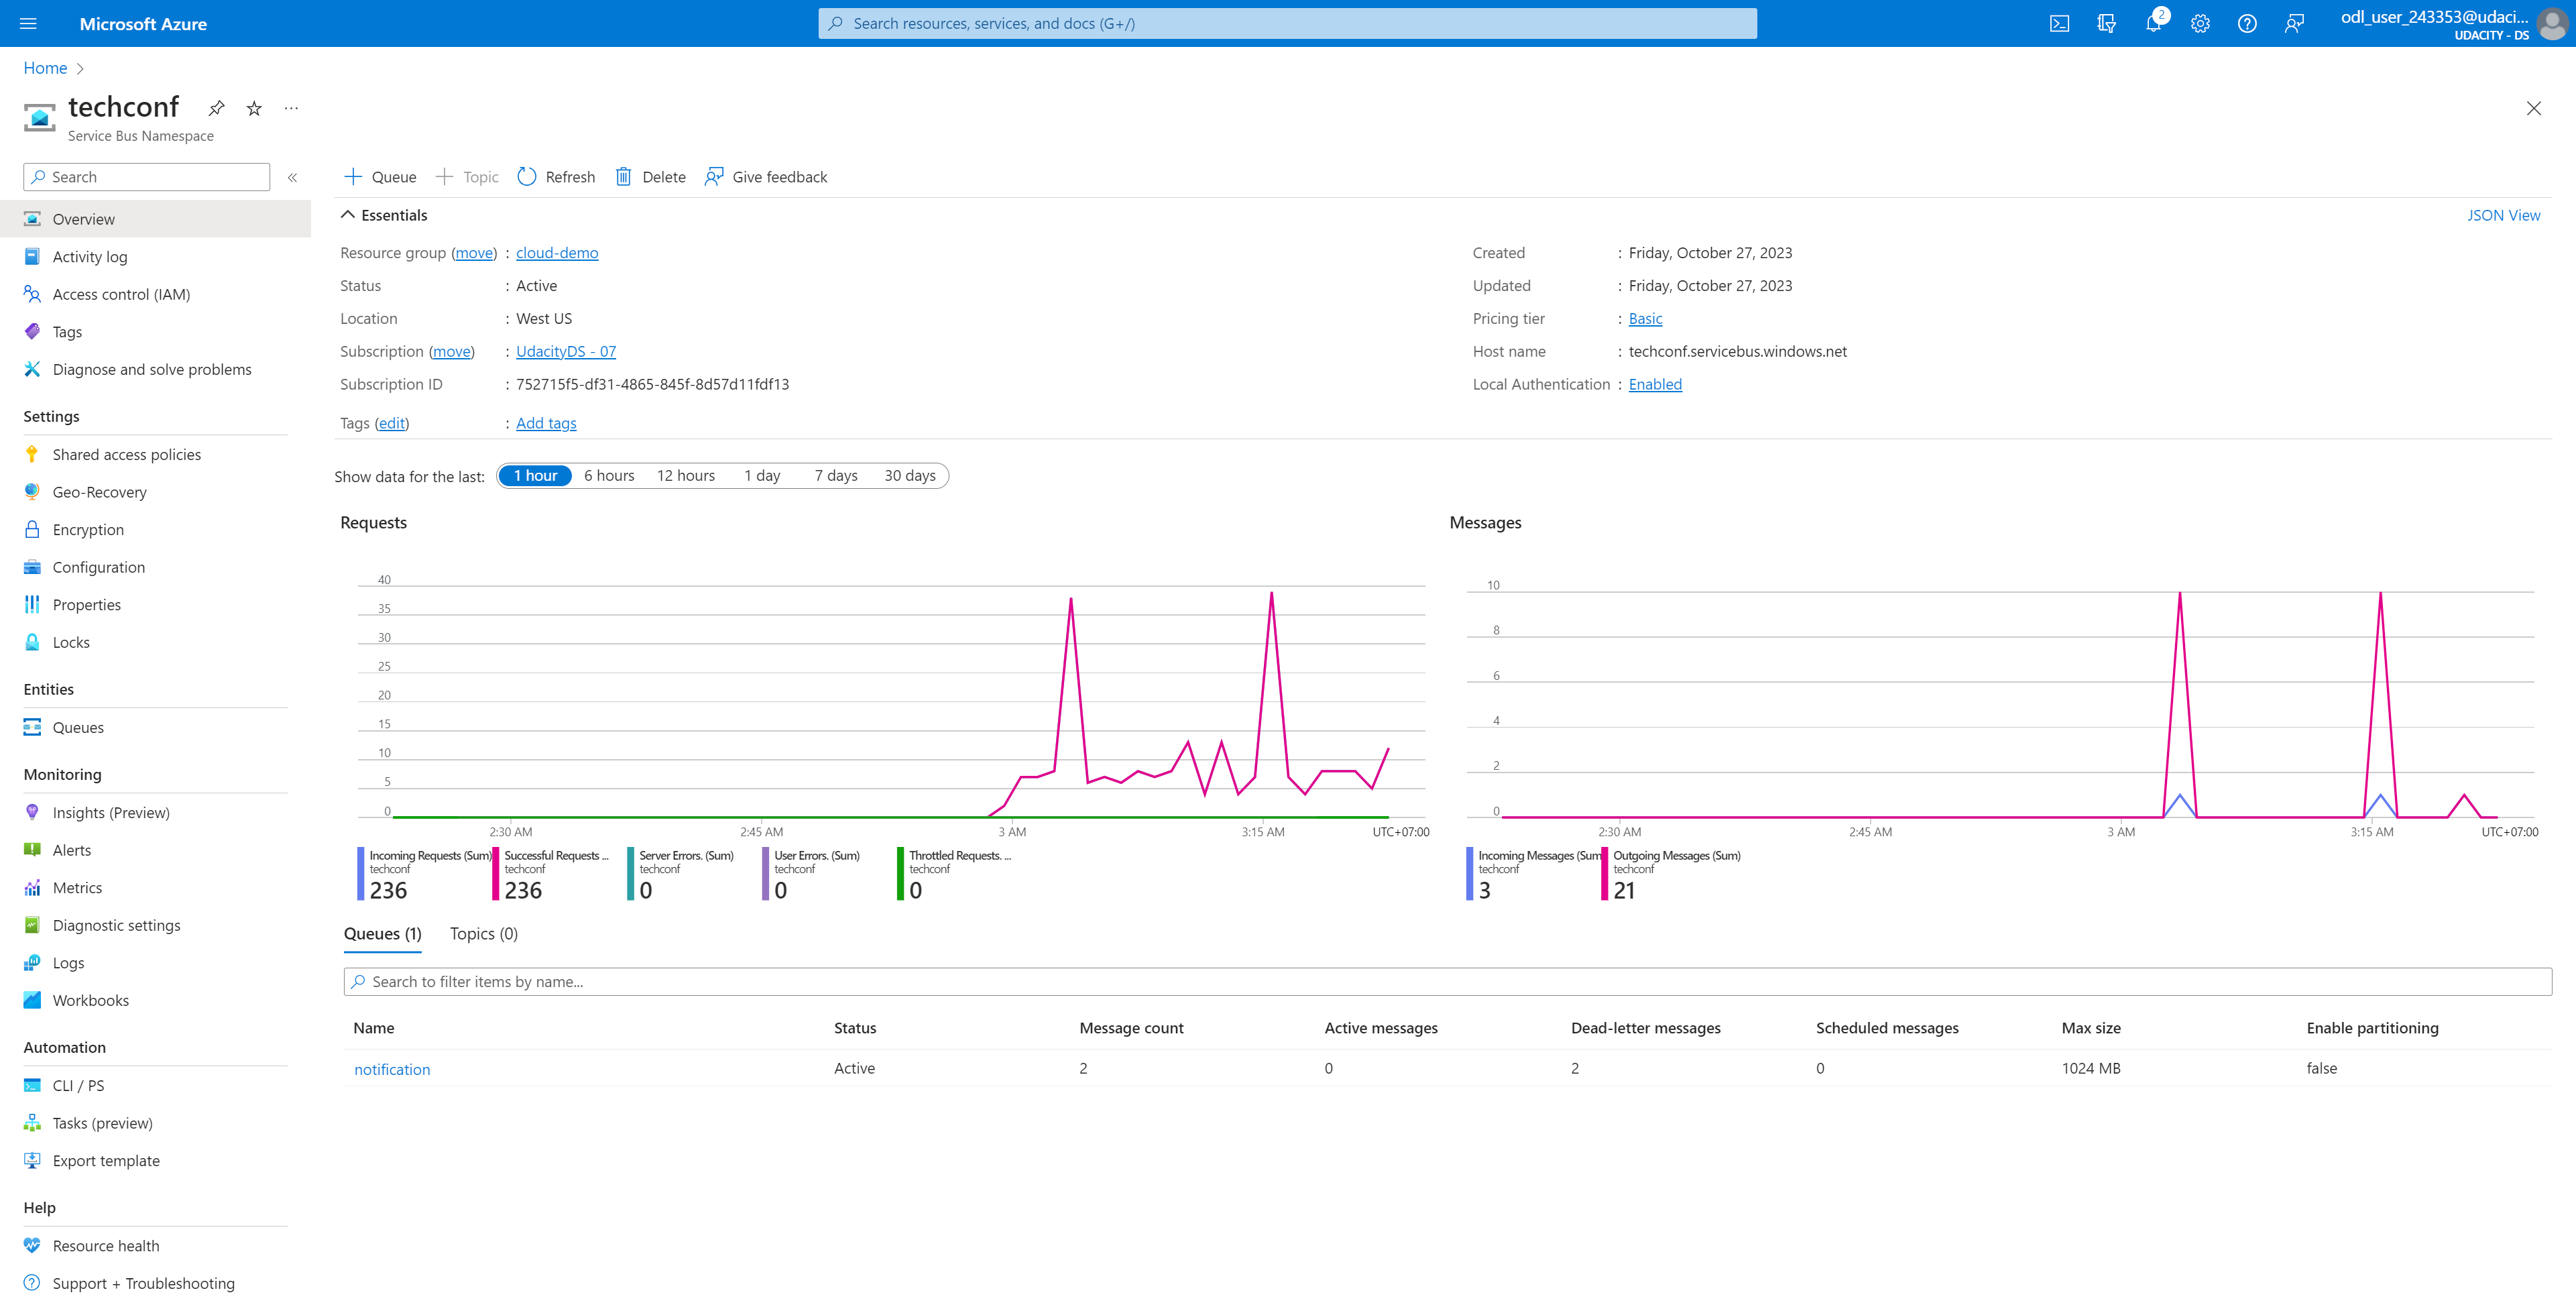 Microsoft Azure
Search resources, services, and docs (G+/)
2
odl_user_243353@udaci...
UDACITY - DS
Home
techconf
...
Service Bus Namespace
Search
«
Overview
Activity log
Access control (IAM)
Tags
Diagnose and solve problems
Settings
Shared access policies
Geo-Recovery
Encryption
Configuration
Properties
Locks
Entities
Queues
Monitoring
Insights (Preview)
Alerts
Metrics
Diagnostic settings
Logs
Workbooks
Automation
CLI / PS
Tasks (preview)
Export template
Help
Resource health
Support + Troubleshooting
Queue
Topic
Refresh
Delete
Give feedback
Essentials
JSON View
Resource group (move) : cloud-demo
Status : Active
Location : West US
Subscription (move) : UdacityDS - 07
Subscription ID : 752715f5-df31-4865-845f-8d57d11fdf13
Tags (edit) : Add tags
Created : Friday, October 27, 2023
Updated : Friday, October 27, 2023
Pricing tier : Basic
Host name : techconf.servicebus.windows.net
Local Authentication : Enabled
Show data for the last: 1 hour 6 hours 12 hours 1 day 7 days 30 days
Requests
40
35
30
25
20
15
10
5
0
2:30 AM 2:45 AM 3 AM 3:15 AM UTC+07:00
Incoming Requests (Sum) Successful Requests ... Server Errors. (Sum) User Errors. (Sum) Throttled Requests. ...
techconf techconf techconf techconf techconf
236 236 0 0 0
Messages
10
8
6
4
2
0
2:30 AM 2:45 AM 3 AM 3:15 AM UTC+07:00
Incoming Messages (Sum Outgoing Messages (Sum)
techconf techconf
3 21
Queues (1) Topics (0)
Search to filter items by name...
Name Status Message count Active messages Dead-letter messages Scheduled messages Max size Enable partitioning
notification Active 2 0 2 0 1024 MB false